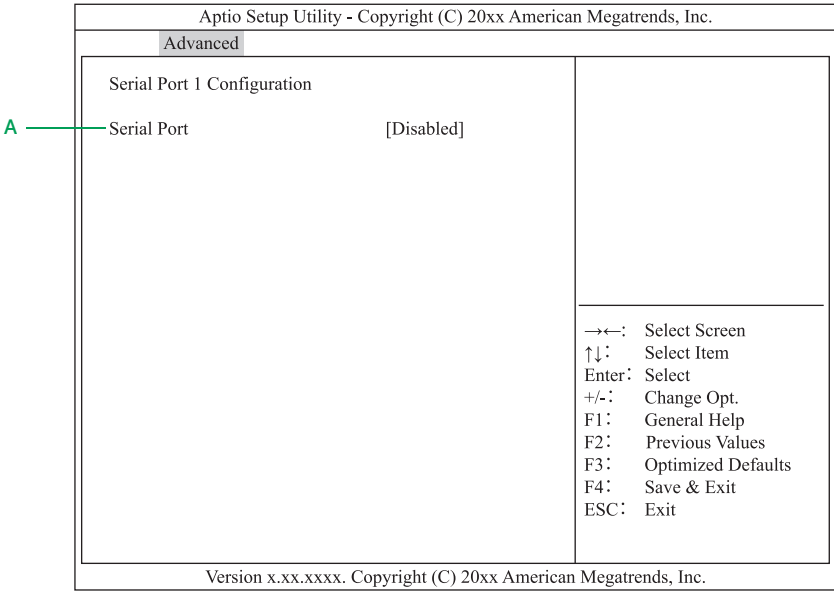 Aptio Setup Utility - Copyright (C) 20xx American Megatrends, Inc.
Advanced
Serial Port 1 Configuration
A
Serial Port [Disabled]
→←: Select Screen
↑↓: Select Item
Enter: Select
+/-: Change Opt.
F1: General Help
F2: Previous Values
F3: Optimized Defaults
F4: Save & Exit
ESC: Exit
Version x.xx.xxxx. Copyright (C) 20xx American Megatrends, Inc.